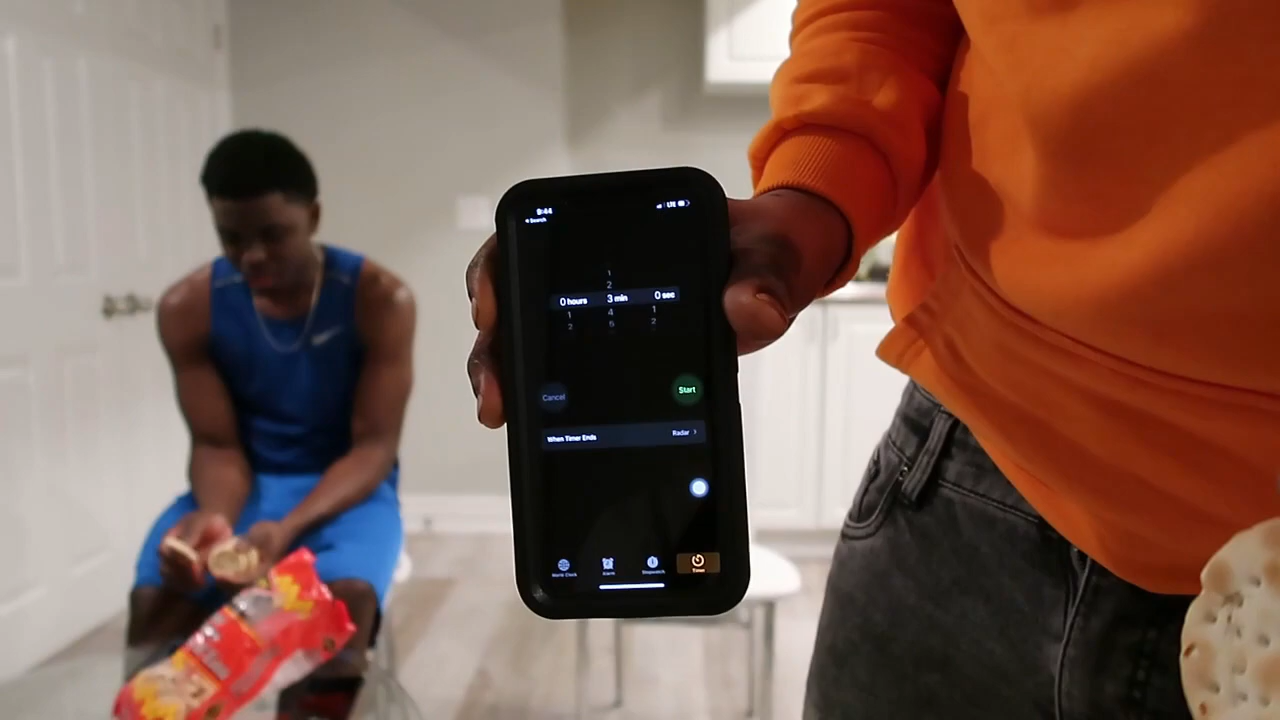 9:44
LTE
Search
1
2
0 hours 3 min 0 sec
1 4 1
2 2
Cancel
Start
When Timer Ends Radar
World Clock Alarm Stopwatch Timer